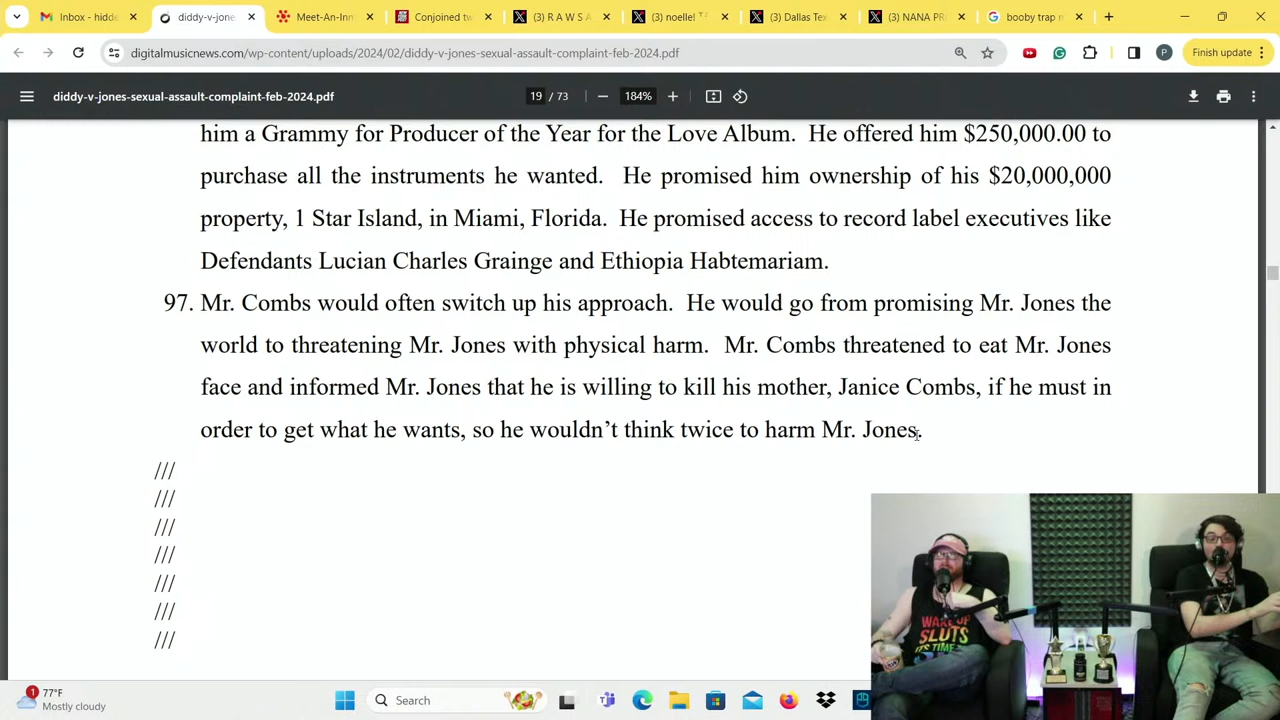 Inbox - hidde
diddy-v-jone
Meet-An-Inm
Conjoined tw
(3) R A W S A
(3) noelle!
(3) Dallas Tex
(3) NANA PR
booby trap m
digitalmusicnews.com/wp-content/uploads/2024/02/diddy-v-jones-sexual-assault-complaint-feb-2024.pdf
P
Finish update
diddy-v-jones-sexual-assault-complaint-feb-2024.pdf
19 / 73
184%
him a Grammy for Producer of the Year for the Love Album. He offered him $250,000.00 to
purchase all the instruments he wanted. He promised him ownership of his $20,000,000
property, 1 Star Island, in Miami, Florida. He promised access to record label executives like
Defendants Lucian Charles Grainge and Ethiopia Habtemariam.
97. Mr. Combs would often switch up his approach. He would go from promising Mr. Jones the
world to threatening Mr. Jones with physical harm. Mr. Combs threatened to eat Mr. Jones
face and informed Mr. Jones that he is willing to kill his mother, Janice Combs, if he must in
order to get what he wants, so he wouldn't think twice to harm Mr. Jones.
///
///
///
///
///
///
///
WAKE UP
SLUTS
IT'S TIME
1
77°F
Mostly cloudy
Search